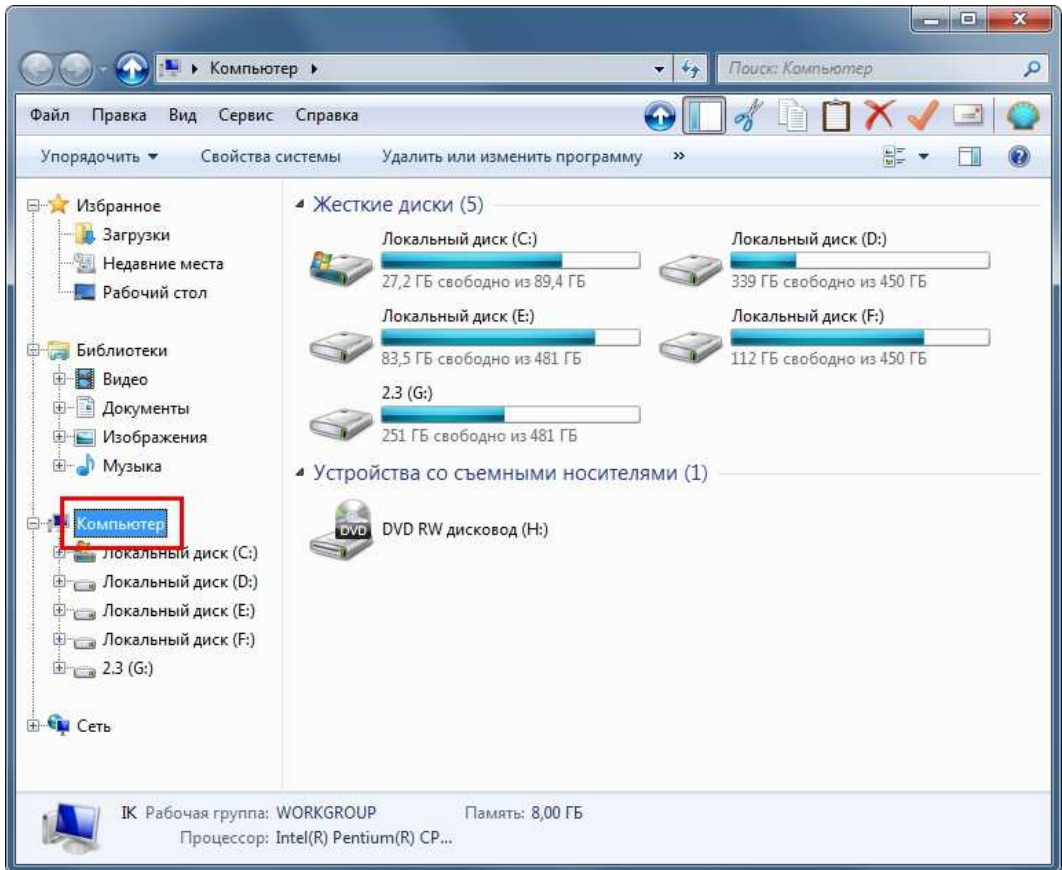 Компьютер
Поиск: Компьютер
Файл Правка Вид Сервис Справка
Упорядочить Свойства системы Удалить или изменить программу »
Избранное
Загрузки
Недавние места
Рабочий стол
Библиотеки
Видео
Документы
Изображения
Музыка
Компьютер
Локальный диск (C:)
Локальный диск (D:)
Локальный диск (E:)
Локальный диск (F:)
2.3 (G:)
Сеть
Жесткие диски (5)
Локальный диск (C:)
27,2 ГБ свободно из 89,4 ГБ
Локальный диск (D:)
339 ГБ свободно из 450 ГБ
Локальный диск (E:)
83,5 ГБ свободно из 481 ГБ
Локальный диск (F:)
112 ГБ свободно из 450 ГБ
2.3 (G:)
251 ГБ свободно из 481 ГБ
Устройства со съемными носителями (1)
DVD
DVD RW дисковод (H:)
IK Рабочая группа: WORKGROUP Память: 8,00 ГБ
Процессор: Intel(R) Pentium(R) CP...